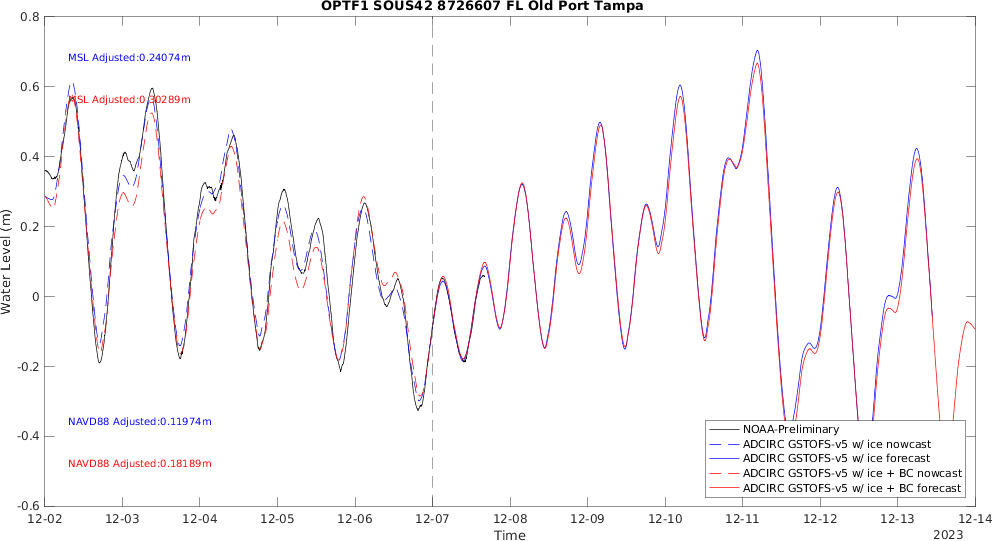 OPTF1 SOUS42 8726607 FL Old Port Tampa
0.8
0.6
0.4
0.2
0
-0.2
-0.4
-0.6
Water Level (m)
MSL Adjusted:0.24074m
MSL Adjusted:0.30289m
NAVD88 Adjusted:0.11974m
NAVD88 Adjusted:0.18189m
NOAA-Preliminary
ADCIRC GSTOFS-v5 w/ ice nowcast
ADCIRC GSTOFS-v5 w/ ice forecast
ADCIRC GSTOFS-v5 w/ ice + BC nowcast
ADCIRC GSTOFS-v5 w/ ice + BC forecast
12-02 12-03 12-04 12-05 12-06 12-07 12-08 12-09 12-10 12-11 12-12 12-13 12-14
Time
2023